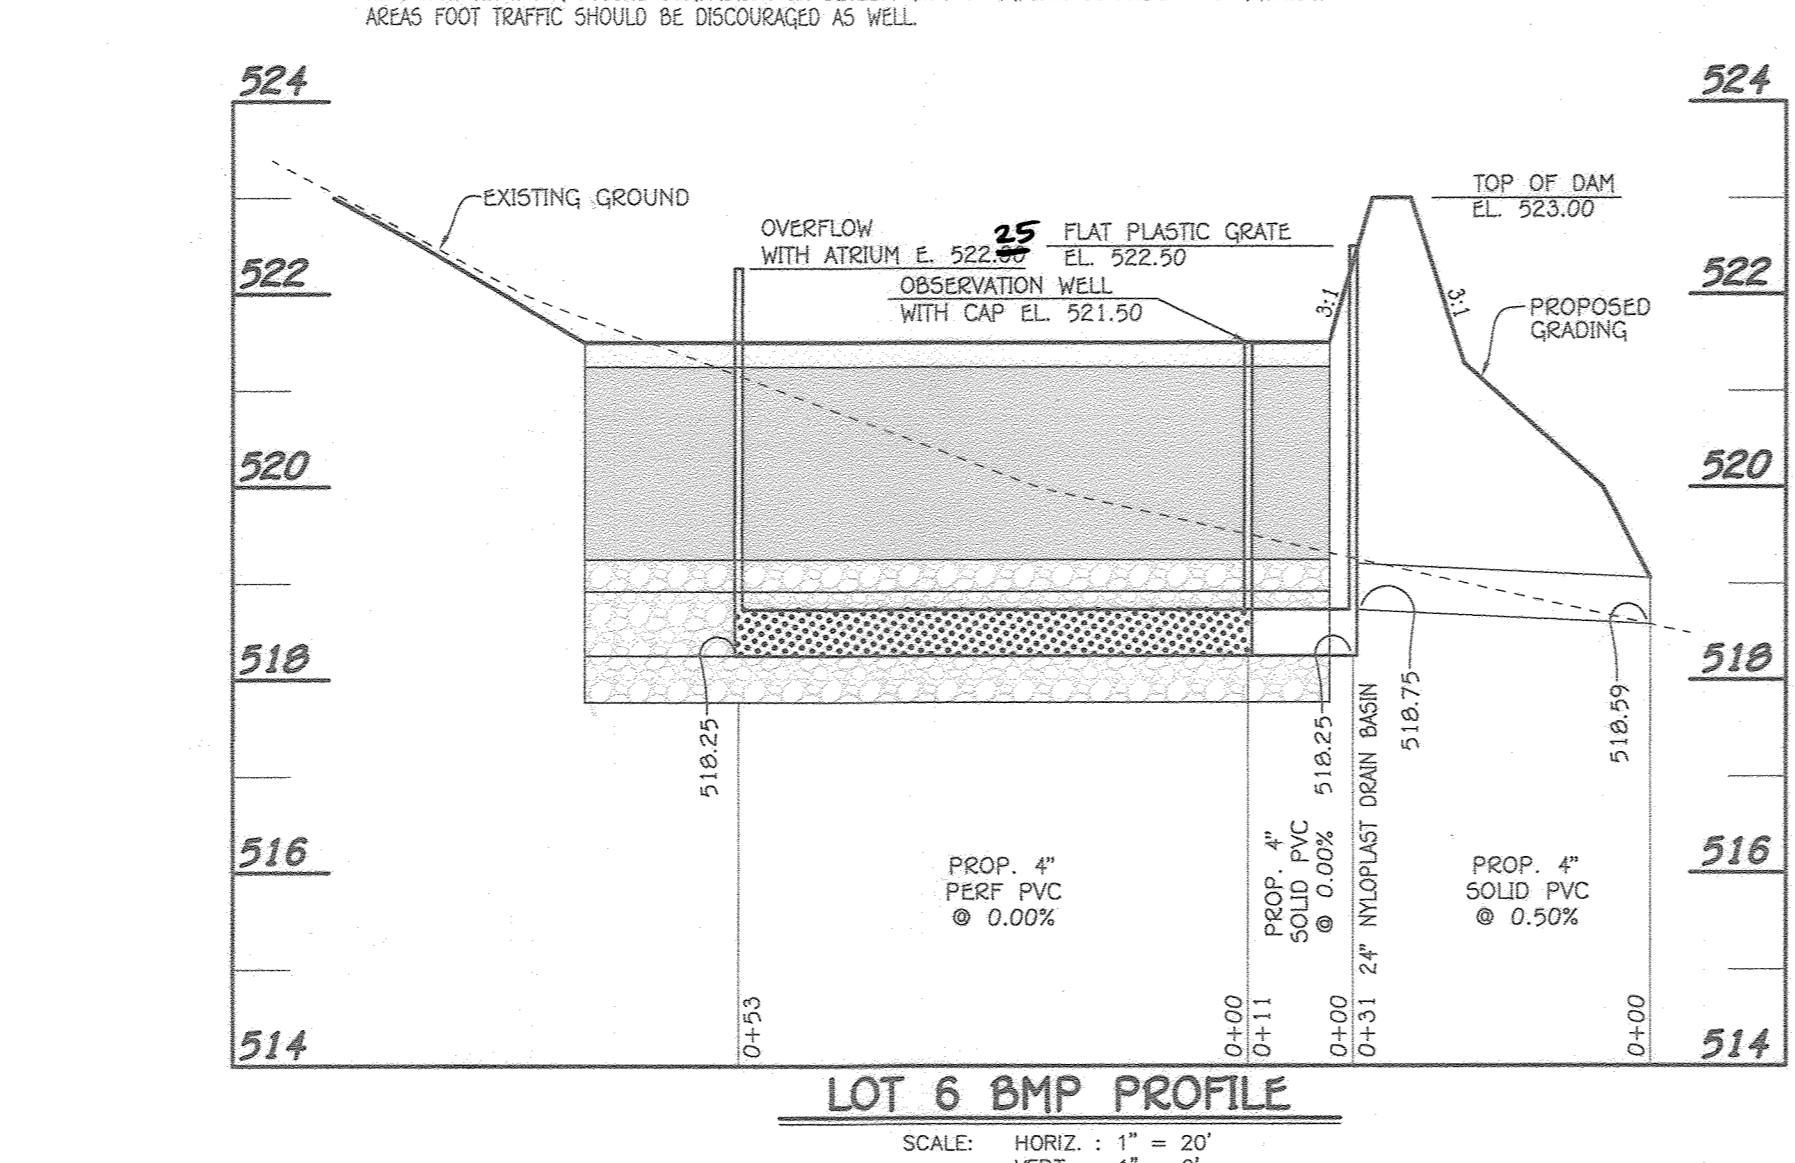 AREAS FOOT TRAFFIC SHOULD BE DISCOURAGED AS WELL.
524
524
EXISTING GROUND
TOP OF DAM
EL. 523.00
OVERFLOW
WITH ATRIUM E. 522.00
25
FLAT PLASTIC GRATE
EL. 522.50
522
522
OBSERVATION WELL
WITH CAP EL. 521.50
3:1
3:1
PROPOSED
GRADING
520
520
518
518
518.25
518.25
518.75
518.59
516
516
PROP. 4"
PERF PVC
@ 0.00%
PROP. 4"
SOLID PVC
@ 0.00%
24" NYLOPLAST DRAIN BASIN
PROP. 4"
SOLID PVC
@ 0.50%
0+53
0+00
0+11
0+00
0+31
0+00
514
514
LOT 6 BMP PROFILE
SCALE: HORIZ. : 1" = 20'